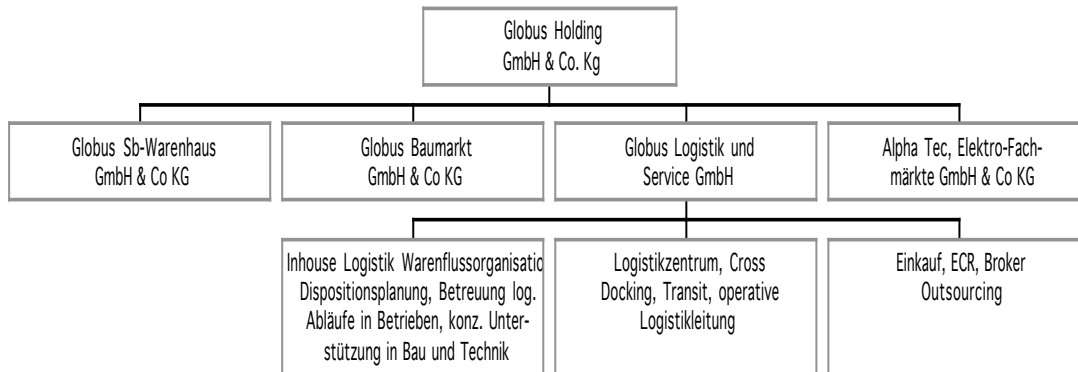 Globus Holding
GmbH & Co. Kg
Globus Sb-Warenhaus
GmbH & Co KG
Globus Baumarkt
GmbH & Co KG
Globus Logistik und
Service GmbH
Alpha Tec, Elektro-Fach-
märkte GmbH & Co KG
Inhouse Logistik Warenflussorganisatio
Dispositionsplanung, Betreuung log.
Abläufe in Betrieben, konz. Unter-
stützung in Bau und Technik
Logistikzentrum, Cross
Docking, Transit, operative
Logistikleitung
Einkauf, ECR, Broker
Outsourcing